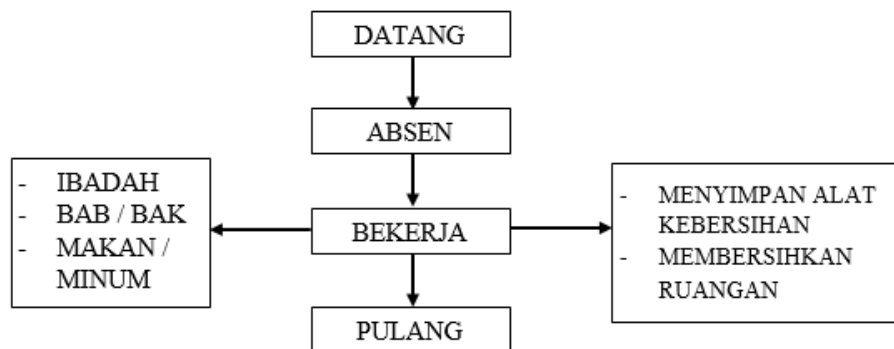 DATANG
ABSEN
- IBADAH
- BAB / BAK
- MAKAN /
MINUM
BEKERJA
- MENYIMPAN ALAT
KEBERSIHAN
- MEMBERSIHKAN
RUANGAN
PULANG